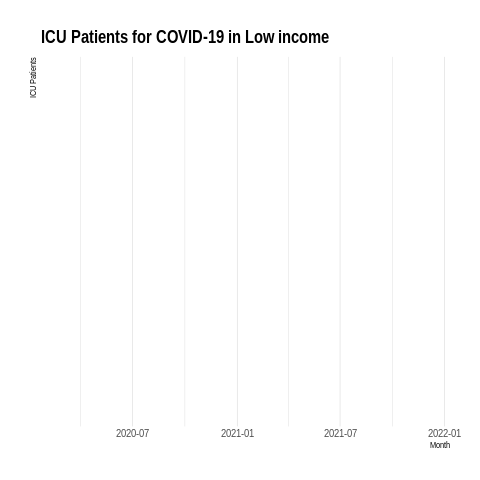 ICU Patients for COVID-19 in Low income
ICU Patients
2020-07 2021-01 2021-07 2022-01
Month